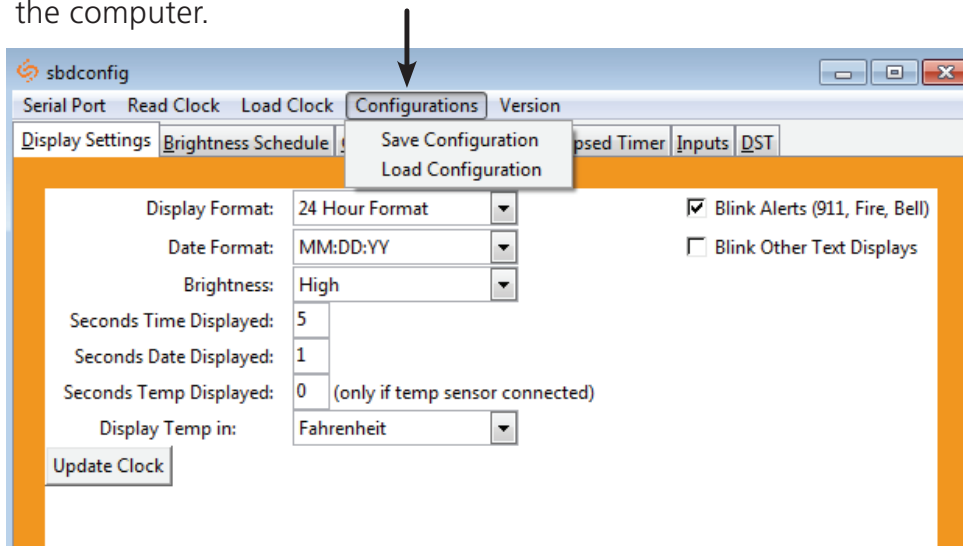 the computer.
sbdconfig
Serial Port Read Clock Load Clock Configurations Version
Save Configuration
Load Configuration
Display Settings Brightness Schedule psed Timer Inputs DST
Display Format: 24 Hour Format Blink Alerts (911, Fire, Bell)
Date Format: MM:DD:YY Blink Other Text Displays
Brightness: High
Seconds Time Displayed: 5
Seconds Date Displayed: 1
Seconds Temp Displayed: 0 (only if temp sensor connected)
Display Temp in: Fahrenheit
Update Clock